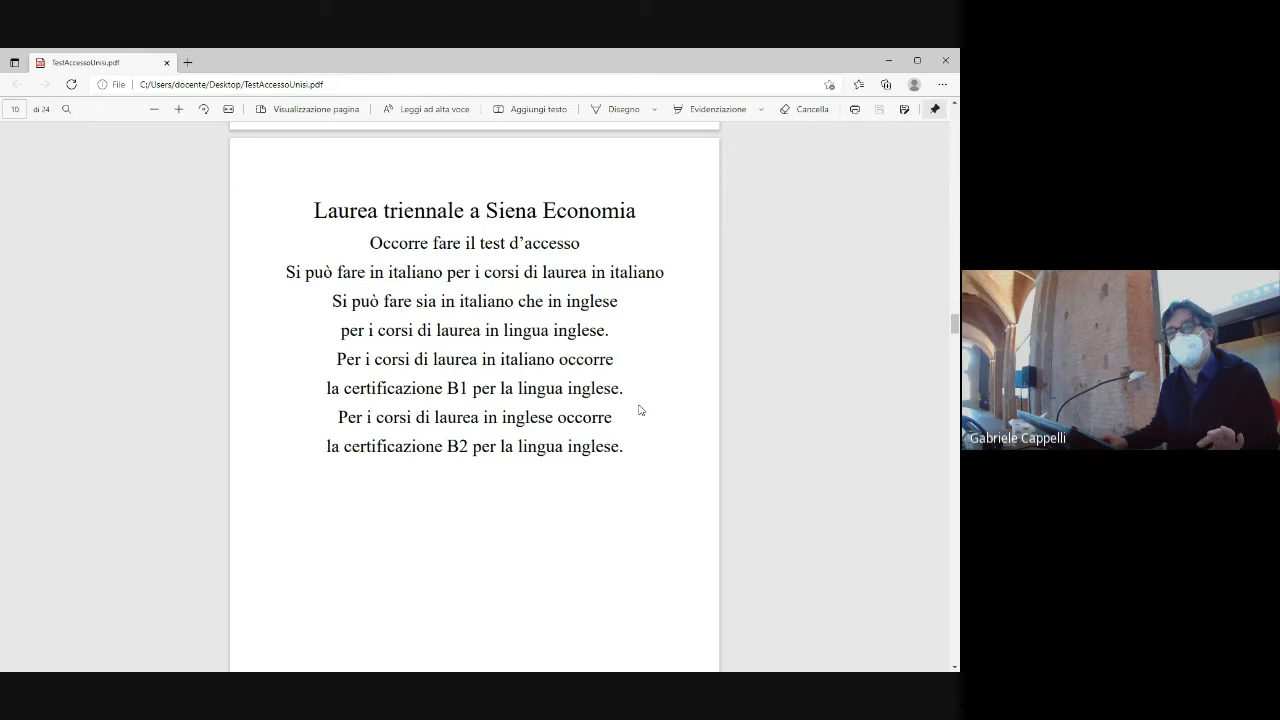 TestAccessoUnisi.pdf
File C:/Users/docente/Desktop/TestAccessoUnisi.pdf
10 di 24 Visualizzazione pagina Leggi ad alta voce Aggiungi testo Disegno Evidenziazione Cancella
Laurea triennale a Siena Economia
Occorre fare il test d’accesso
Si può fare in italiano per i corsi di laurea in italiano
Si può fare sia in italiano che in inglese
per i corsi di laurea in lingua inglese.
Per i corsi di laurea in italiano occorre
la certificazione B1 per la lingua inglese.
Per i corsi di laurea in inglese occorre
la certificazione B2 per la lingua inglese.
Gabriele Cappelli